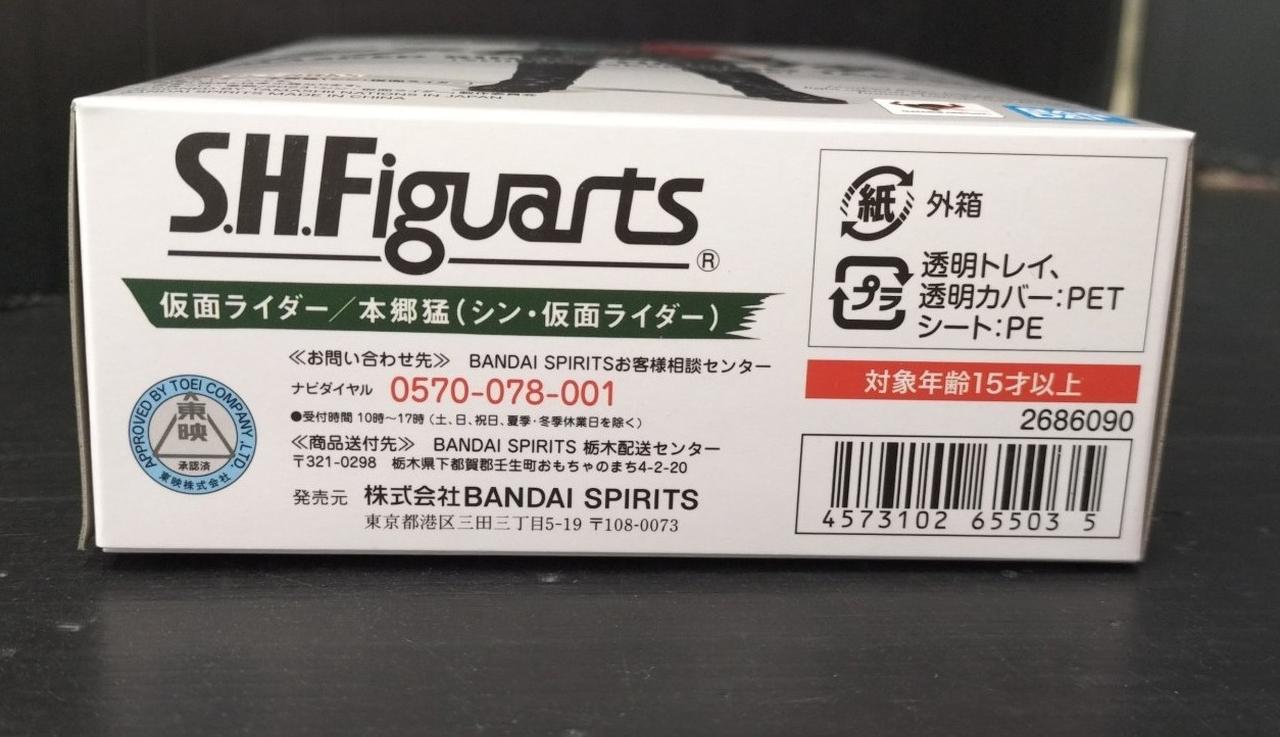 MADE IN CHINA
IN JAPAN
S.H.Figuarts
®
仮面ライダー／本郷猛（シン・仮面ライダー）
≪お問い合わせ先≫ BANDAI SPIRITSお客様相談センター
ナビダイヤル 0570-078-001
●受付時間 10時〜17時（土、日、祝日、夏季・冬季休業日を除く）
≪商品送付先≫ BANDAI SPIRITS 栃木配送センター
〒321-0298 栃木県下都賀郡壬生町おもちゃのまち4-2-20
発売元 株式会社BANDAI SPIRITS
東京都港区三田三丁目5-19 〒108-0073
APPROVED BY TOEI COMPANY, LTD.
東映
承認済
東映株式会社
紙 外箱
プラ 透明トレイ、
透明カバー:PET
シート:PE
対象年齢15才以上
2686090
4573102 65503 5